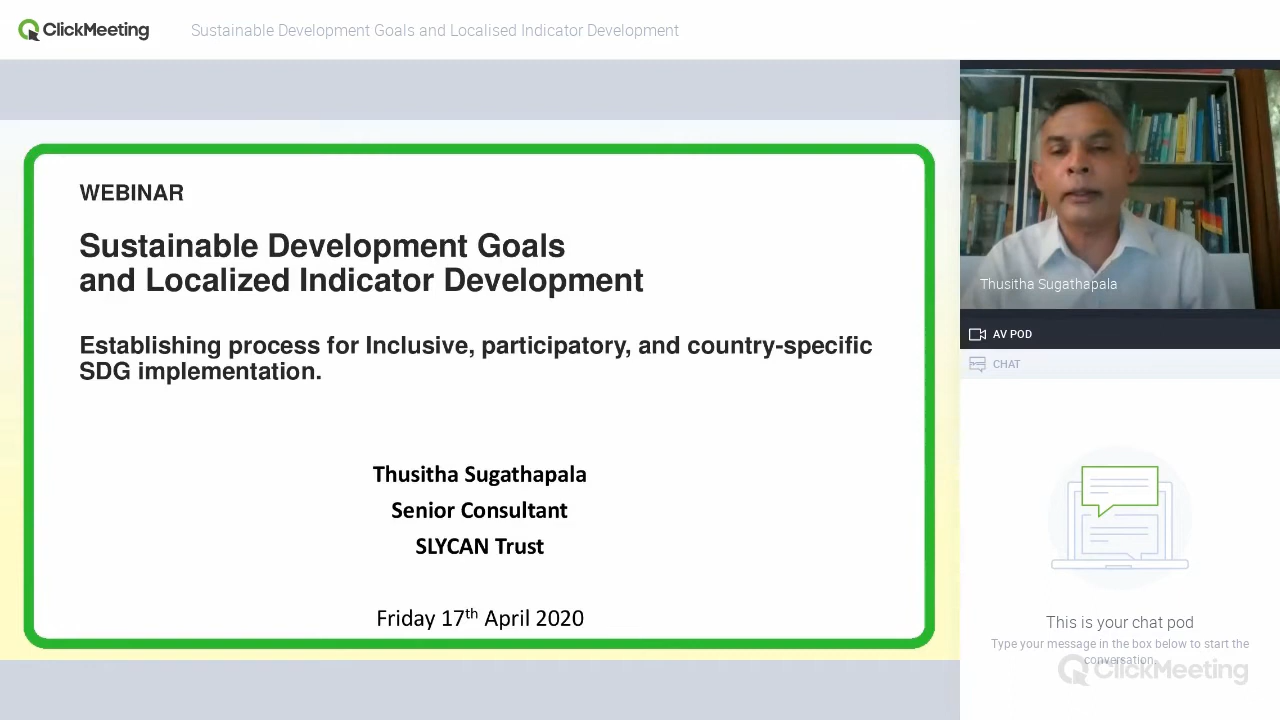 ClickMeeting
Sustainable Development Goals and Localised Indicator Development
WEBINAR
Sustainable Development Goals
and Localized Indicator Development
Establishing process for Inclusive, participatory, and country-specific
SDG implementation.
Thusitha Sugathapala
Senior Consultant
SLYCAN Trust
Friday 17th April 2020
Thusitha Sugathapala
AV POD
CHAT
This is your chat pod
Type your message in the box below to start the
conversation.
ClickMeeting